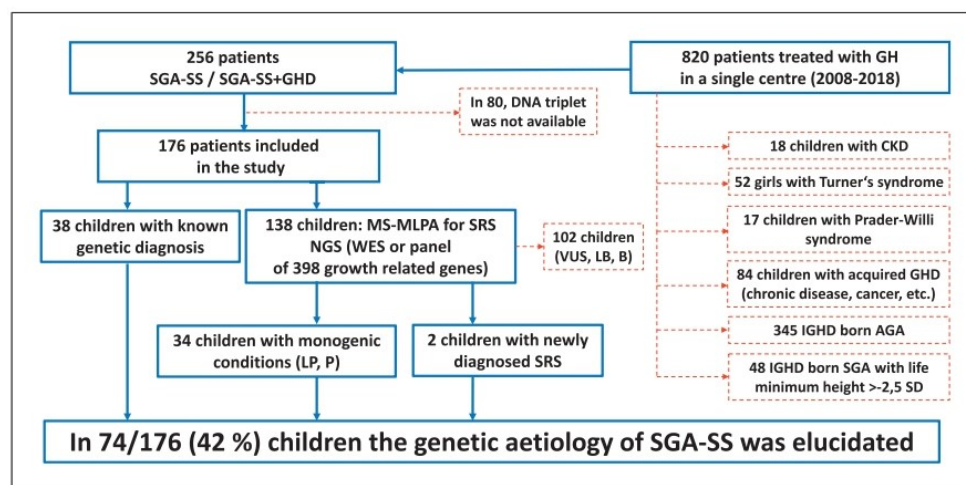 256 patients
SGA-SS / SGA-SS+GHD
820 patients treated with GH
in a single centre (2008-2018)
In 80, DNA triplet
was not available
176 patients included
in the study
18 children with CKD
52 girls with Turner‘s syndrome
38 children with known
genetic diagnosis
138 children: MS-MLPA for SRS
NGS (WES or panel
of 398 growth related genes)
102 children
(VUS, LB, B)
17 children with Prader-Willi
syndrome
84 children with acquired GHD
(chronic disease, cancer, etc.)
34 children with monogenic
conditions (LP, P)
2 children with newly
diagnosed SRS
345 IGHD born AGA
48 IGHD born SGA with life
minimum height >-2,5 SD
In 74/176 (42 %) children the genetic aetiology of SGA-SS was elucidated